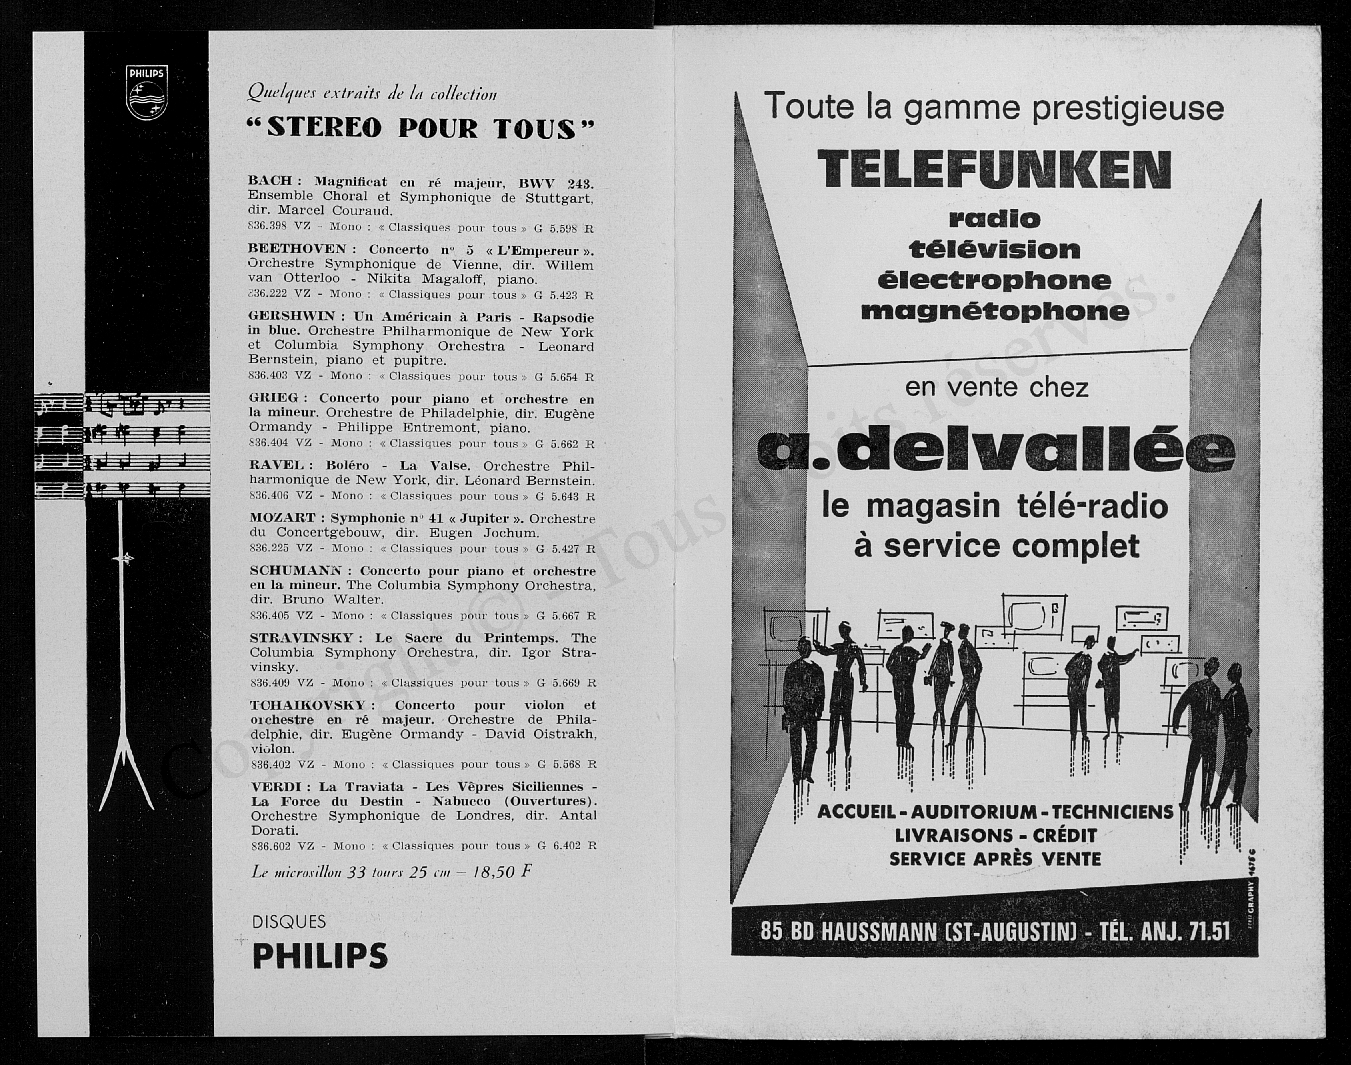 PHILIPS
Quelques extraits de la collection
“STEREO POUR TOUS”
BACH : Magnificat en ré majeur, BWV 243.
Ensemble Choral et Symphonique de Stuttgart,
dir. Marcel Couraud.
836.398 VZ - Mono : « Classiques pour tous » G 5.598 R
BEETHOVEN : Concerto n° 5 « L'Empereur ».
Orchestre Symphonique de Vienne, dir. Willem
van Otterloo - Nikita Magaloff, piano.
836.222 VZ - Mono : « Classiques pour tous » G 5.423 R
GERSHWIN : Un Américain à Paris - Rapsodie
in blue. Orchestre Philharmonique de New York
et Columbia Symphony Orchestra - Leonard
Bernstein, piano et pupitre.
836.403 VZ - Mono : « Classiques pour tous » G 5.654 R
GRIEG : Concerto pour piano et orchestre en
la mineur. Orchestre de Philadelphie, dir. Eugène
Ormandy - Philippe Entremont, piano.
836.404 VZ - Mono : « Classiques pour tous » G 5.662 R
RAVEL : Boléro - La Valse. Orchestre Phil-
harmonique de New York, dir. Léonard Bernstein.
836.406 VZ - Mono : « Classiques pour tous » G 5.643 R
MOZART : Symphonie n° 41 « Jupiter ». Orchestre
du Concertgebouw, dir. Eugen Jochum.
836.225 VZ - Mono : « Classiques pour tous » G 5.427 R
SCHUMANN : Concerto pour piano et orchestre
en la mineur. The Columbia Symphony Orchestra,
dir. Bruno Walter.
836.405 VZ - Mono : « Classiques pour tous » G 5.667 R
STRAVINSKY : Le Sacre du Printemps. The
Columbia Symphony Orchestra, dir. Igor Stra-
vinsky.
836.409 VZ - Mono : « Classiques pour tous » G 5.669 R
TCHAIKOVSKY : Concerto pour violon et
orchestre en ré majeur. Orchestre de Phila-
delphie, dir. Eugène Ormandy - David Oistrakh,
violon.
836.402 VZ - Mono : « Classiques pour tous » G 5.568 R
VERDI : La Traviata - Les Vêpres Siciliennes -
La Force du Destin - Nabucco (Ouvertures).
Orchestre Symphonique de Londres, dir. Antal
Dorati.
836.602 VZ - Mono : « Classiques pour tous » G 6.402 R
Le microsillon 33 tours 25 cm — 18,50 F
DISQUES
PHILIPS
Toute la gamme prestigieuse
TELEFUNKEN
radio
télévision
électrophone
magnétophone
en vente chez
a.delvallée
le magasin télé-radio
à service complet
ACCUEIL - AUDITORIUM - TECHNICIENS
LIVRAISONS - CRÉDIT
SERVICE APRÈS VENTE
85 BD HAUSSMANN (ST-AUGUSTIN) - TÉL. ANJ. 71.51
GRAPHY 4675 G
Copyright © Tous droits réservés.